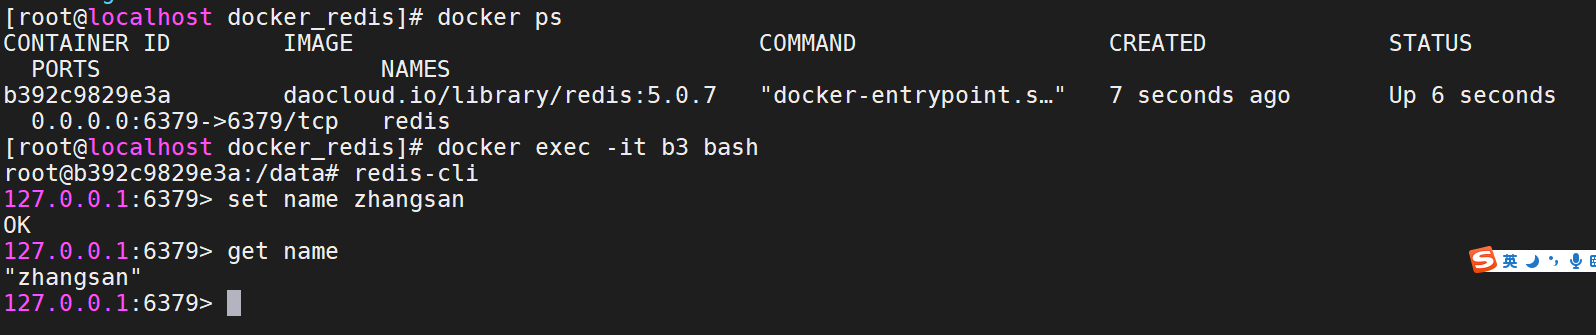 [root@localhost docker_redis]# docker ps
CONTAINER ID        IMAGE                             COMMAND                  CREATED             STATUS
  PORTS                    NAMES
b392c9829e3a        daocloud.io/library/redis:5.0.7   "docker-entrypoint.s…"   7 seconds ago       Up 6 seconds
  0.0.0.0:6379->6379/tcp   redis
[root@localhost docker_redis]# docker exec -it b3 bash
root@b392c9829e3a:/data# redis-cli
127.0.0.1:6379> set name zhangsan
OK
127.0.0.1:6379> get name
"zhangsan"
英
127.0.0.1:6379>